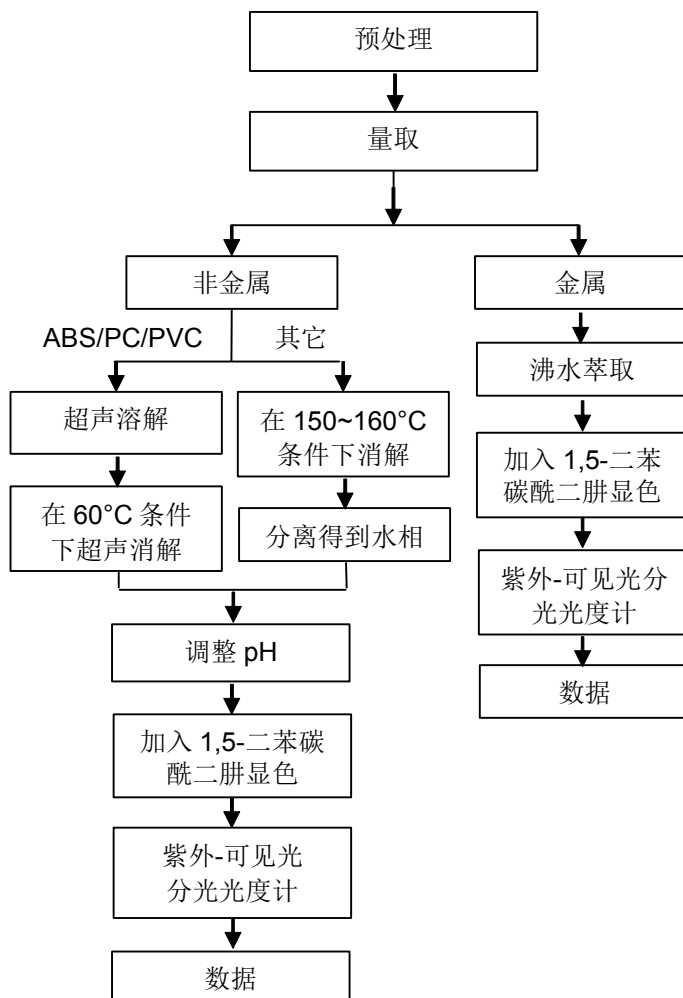 预处理
量取
非金属
金属
ABS/PC/PVC
其它
沸水萃取
超声溶解
在 150~160°C
条件下消解
加入 1,5-二苯
碳酰二肼显色
在 60°C 条件
下超声消解
分离得到水相
紫外-可见光分
光光度计
调整 pH
数据
加入 1,5-二苯碳
酰二肼显色
紫外-可见光
分光光度计
数据